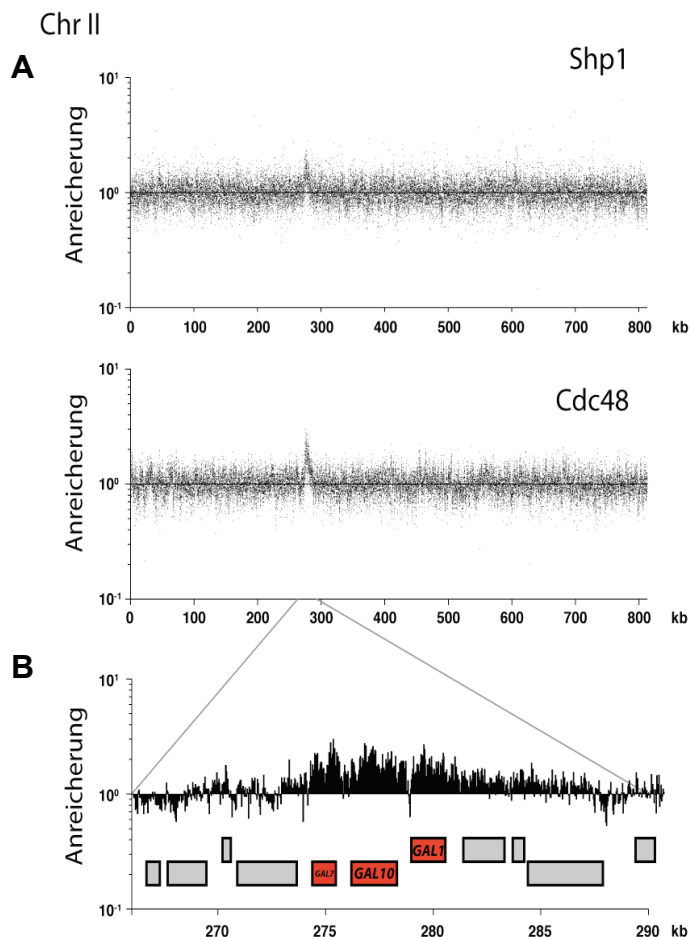 Chr II
A
Shp1
Anreicherung
10¹
10⁰
10⁻¹
0 100 200 300 400 500 600 700 800 kb
Cdc48
Anreicherung
10¹
10⁰
10⁻¹
0 100 200 300 400 500 600 700 800 kb
B
Anreicherung
10¹
10⁰
10⁻¹
GAL1
GAL7 GAL10
270 275 280 285 290 kb